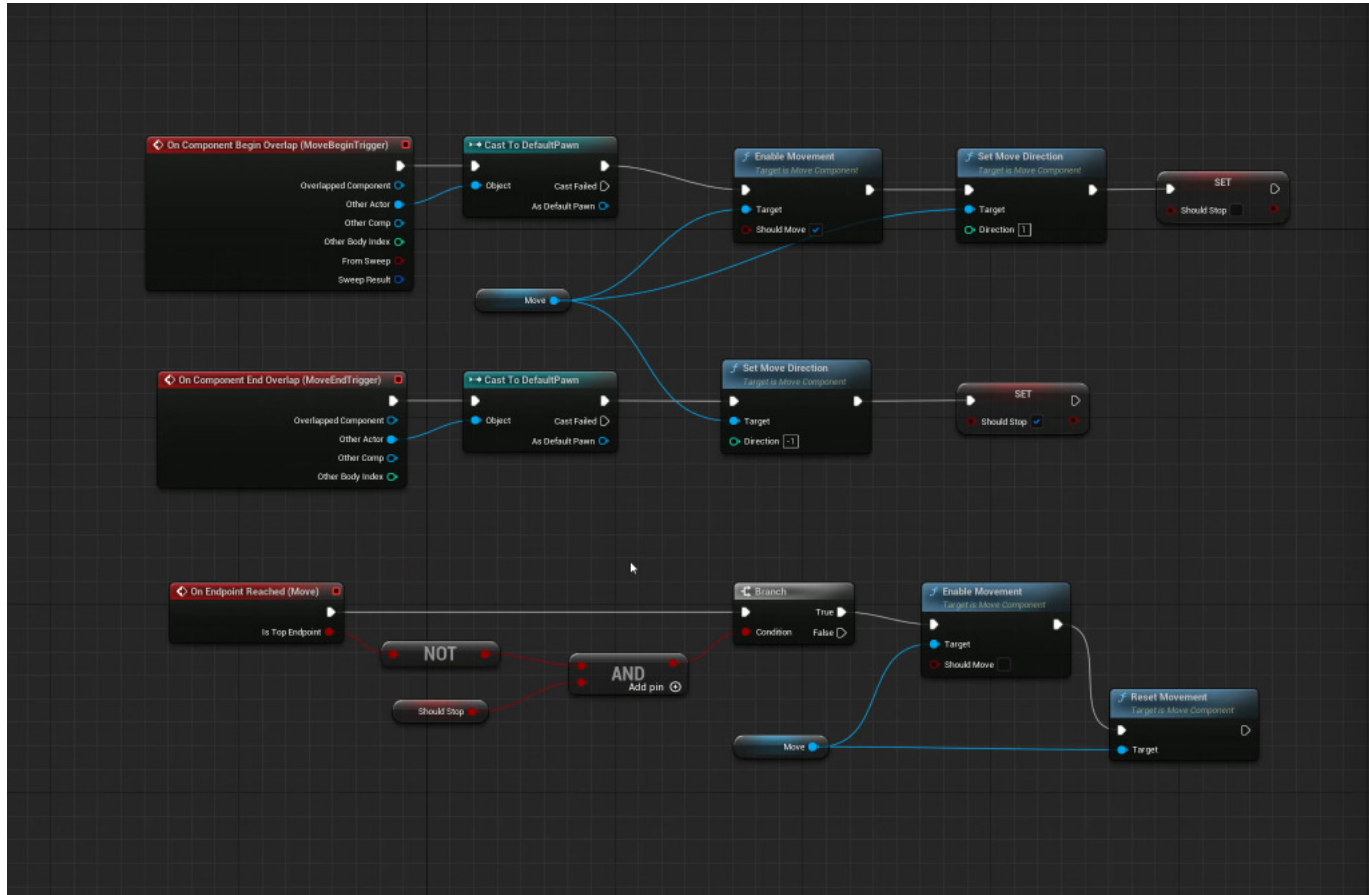 On Component Begin Overlap (MoveBeginTrigger)
Overlapped Component
Other Actor
Other Comp
Other Body Index
From Sweep
Sweep Result
Cast To DefaultPawn
Object
Cast Failed
As Default Pawn
Enable Movement
Target is Move Component
Target
Should Move
Set Move Direction
Target is Move Component
Target
Direction 1
SET
Should Stop
Move
On Component End Overlap (MoveEndTrigger)
Overlapped Component
Other Actor
Other Comp
Other Body Index
Cast To DefaultPawn
Object
Cast Failed
As Default Pawn
Set Move Direction
Target is Move Component
Target
Direction -1
SET
Should Stop
On Endpoint Reached (Move)
Is Top Endpoint
NOT
Should Stop
AND
Add pin
Branch
True
Condition
False
Enable Movement
Target is Move Component
Target
Should Move
Move
Reset Movement
Target is Move Component
Target